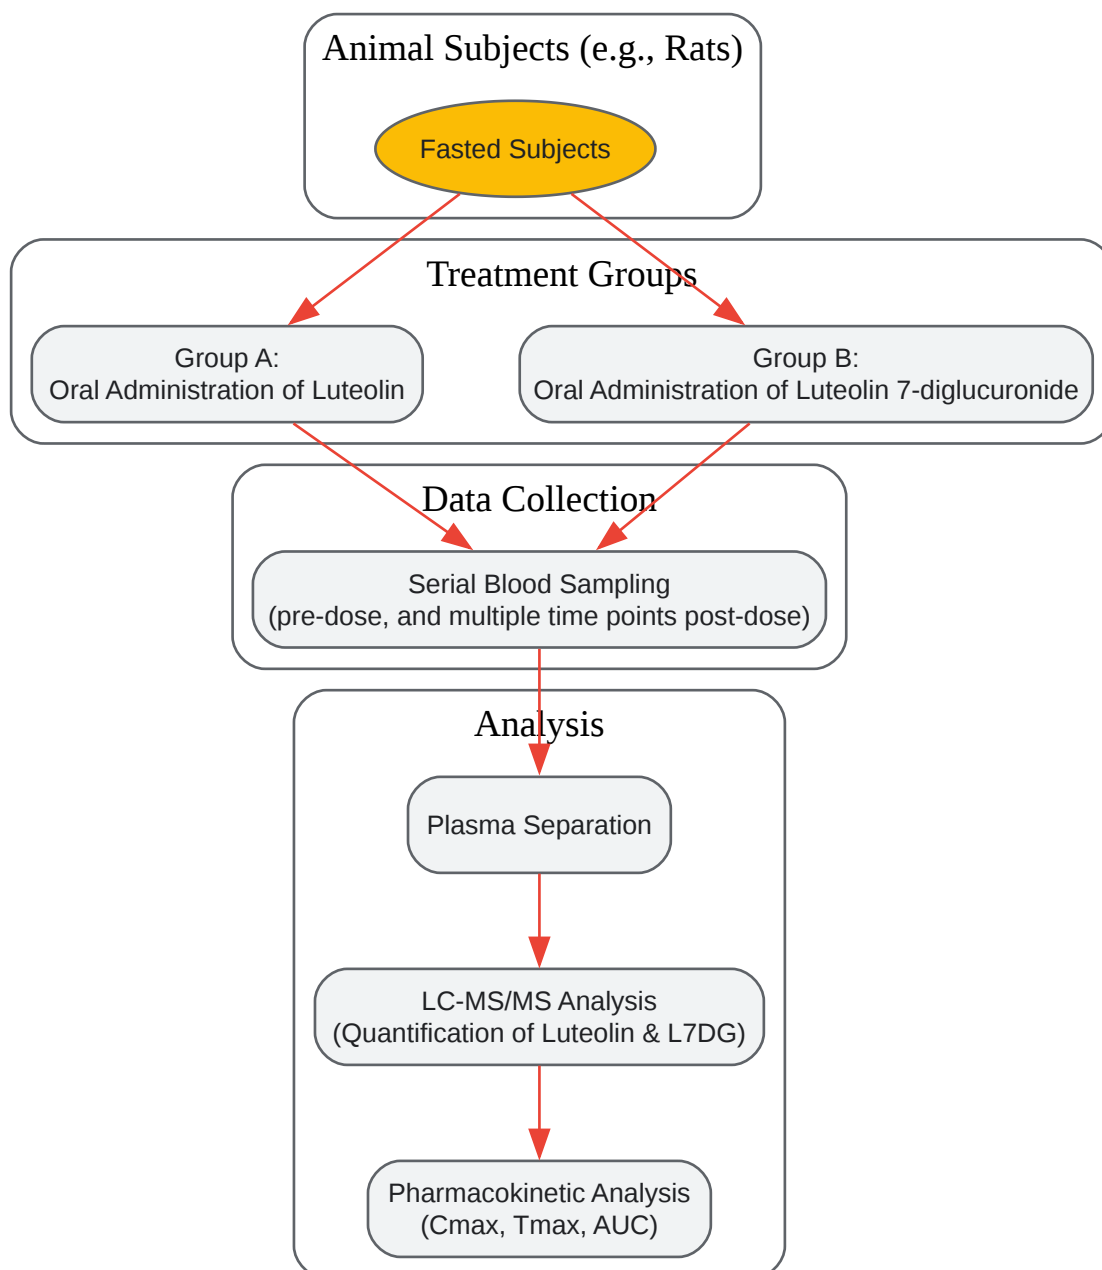 Animal Subjects (e.g., Rats)
Fasted Subjects
Treatment Groups
Group A:
Oral Administration of Luteolin
Group B:
Oral Administration of Luteolin 7-diglucuronide
Data Collection
Serial Blood Sampling
(pre-dose, and multiple time points post-dose)
Analysis
Plasma Separation
LC-MS/MS Analysis
(Quantification of Luteolin & L7DG)
Pharmacokinetic Analysis
(Cmax, Tmax, AUC)